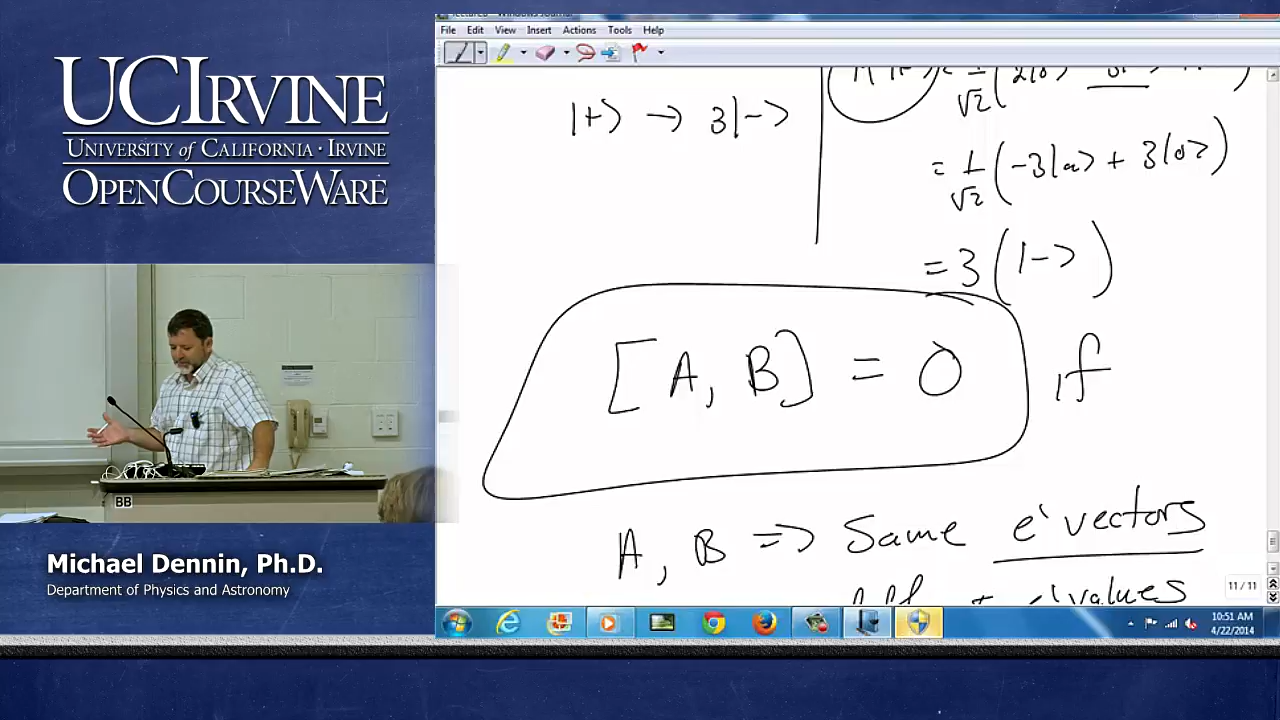 UCIRVINE
UNIVERSITY of CALIFORNIA · IRVINE
OPENCOURSEWARE
BB
Michael Dennin, Ph.D.
Department of Physics and Astronomy
File Edit View Insert Actions Tools Help
|+> → 3|->
= 1/√2 (-3|a> + 3|b>)
= 3(|->)
[A, B] = 0 if
A, B => Same e'vectors
e'values
11 / 11
10:51 AM
4/22/2014